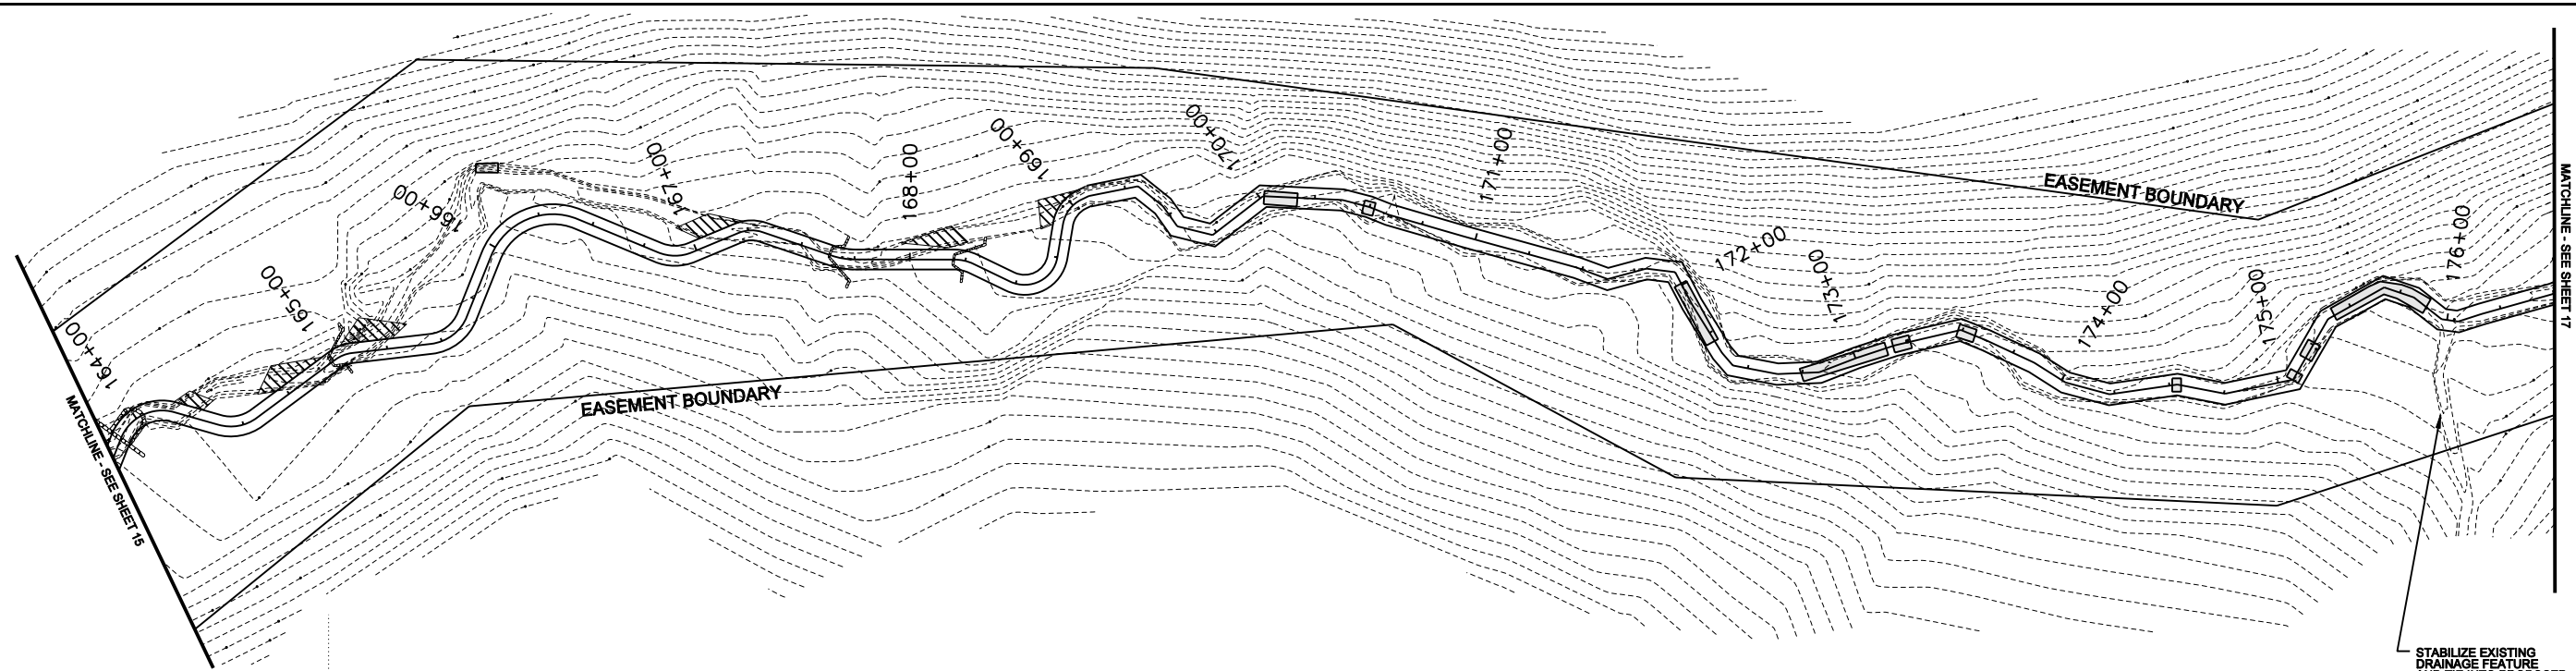 164+00
165+00
166+00
167+00
168+00
169+00
170+00
171+00
172+00
173+00
174+00
175+00
176+00
EASEMENT BOUNDARY
EASEMENT BOUNDARY
MATCHLINE - SEE SHEET 15
MATCHLINE - SEE SHEET 17
STABILIZE EXISTING
DRAINAGE FEATURE